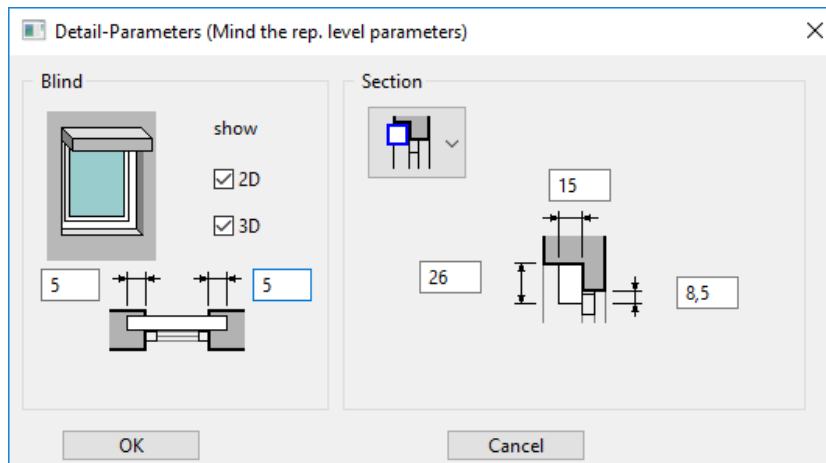 Detail-Parameters (Mind the rep. level parameters)
Blind
show
2D
3D
5
5
Section
15
26
8,5
OK
Cancel